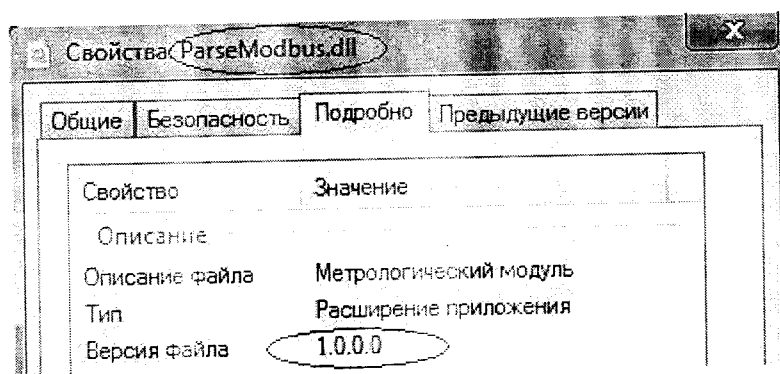 Свойства: ParseModbus.dll
Общие Безопасность Подробно Предыдущие версии
Свойство Значение
Описание
Описание файла Метрологический модуль
Тип Расширение приложения
Версия файла 1.0.0.0